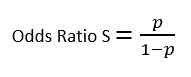 Odds Ratio S = p / 1−p